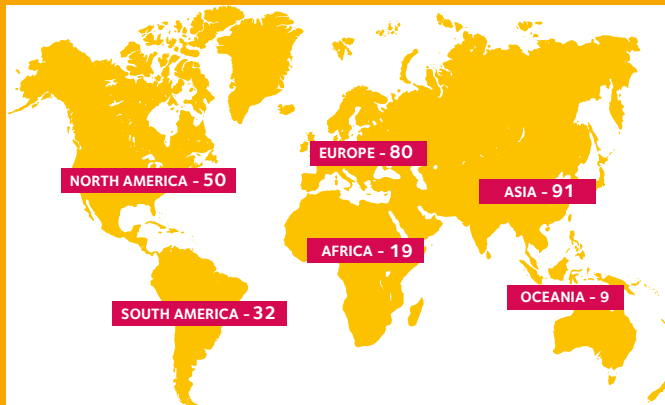 EUROPE - 80
NORTH AMERICA - 50
ASIA - 91
AFRICA - 19
OCEANIA - 9
SOUTH AMERICA - 32